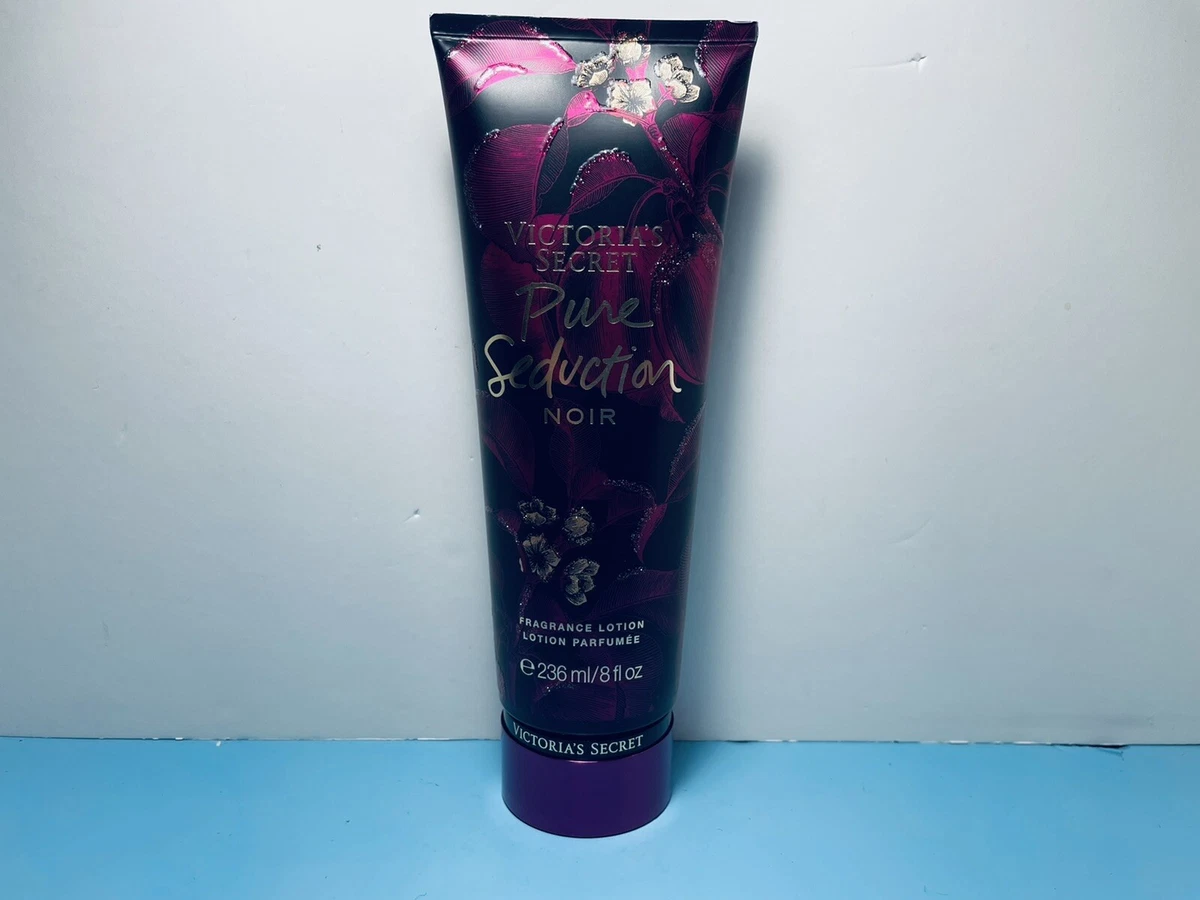 VICTORIA'S
SECRET
Pure
Seduction
NOIR
FRAGRANCE LOTION
LOTION PARFUMÉE
℮ 236 ml/8 fl oz
VICTORIA'S SECRET